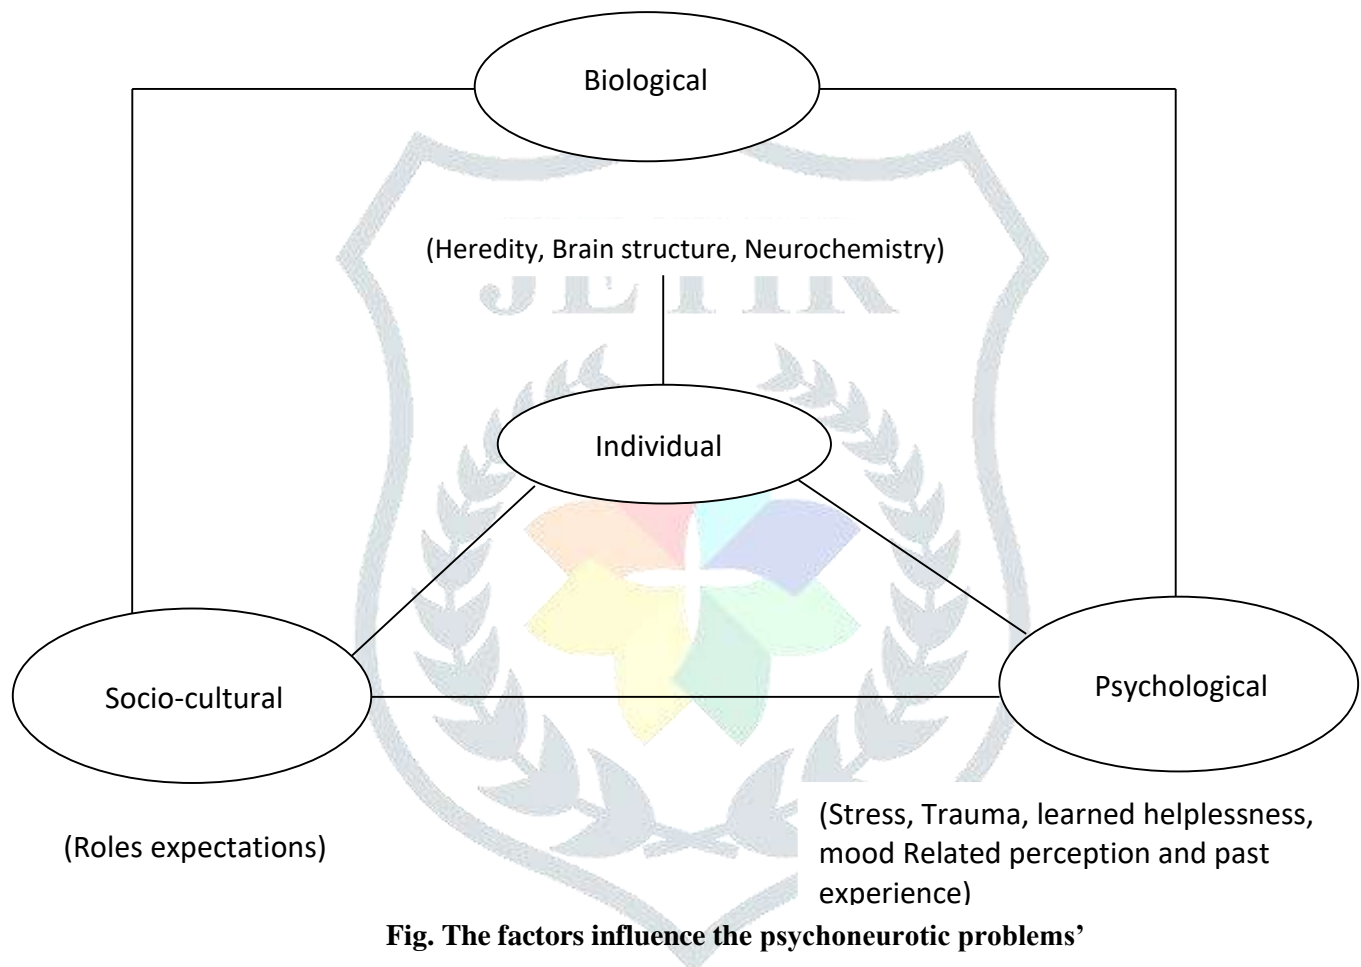 Biological
(Heredity, Brain structure, Neurochemistry)
JETIR
Individual
Socio-cultural
Psychological
(Roles expectations)
(Stress, Trauma, learned helplessness,
mood Related perception and past
experience)
Fig. The factors influence the psychoneurotic problems’